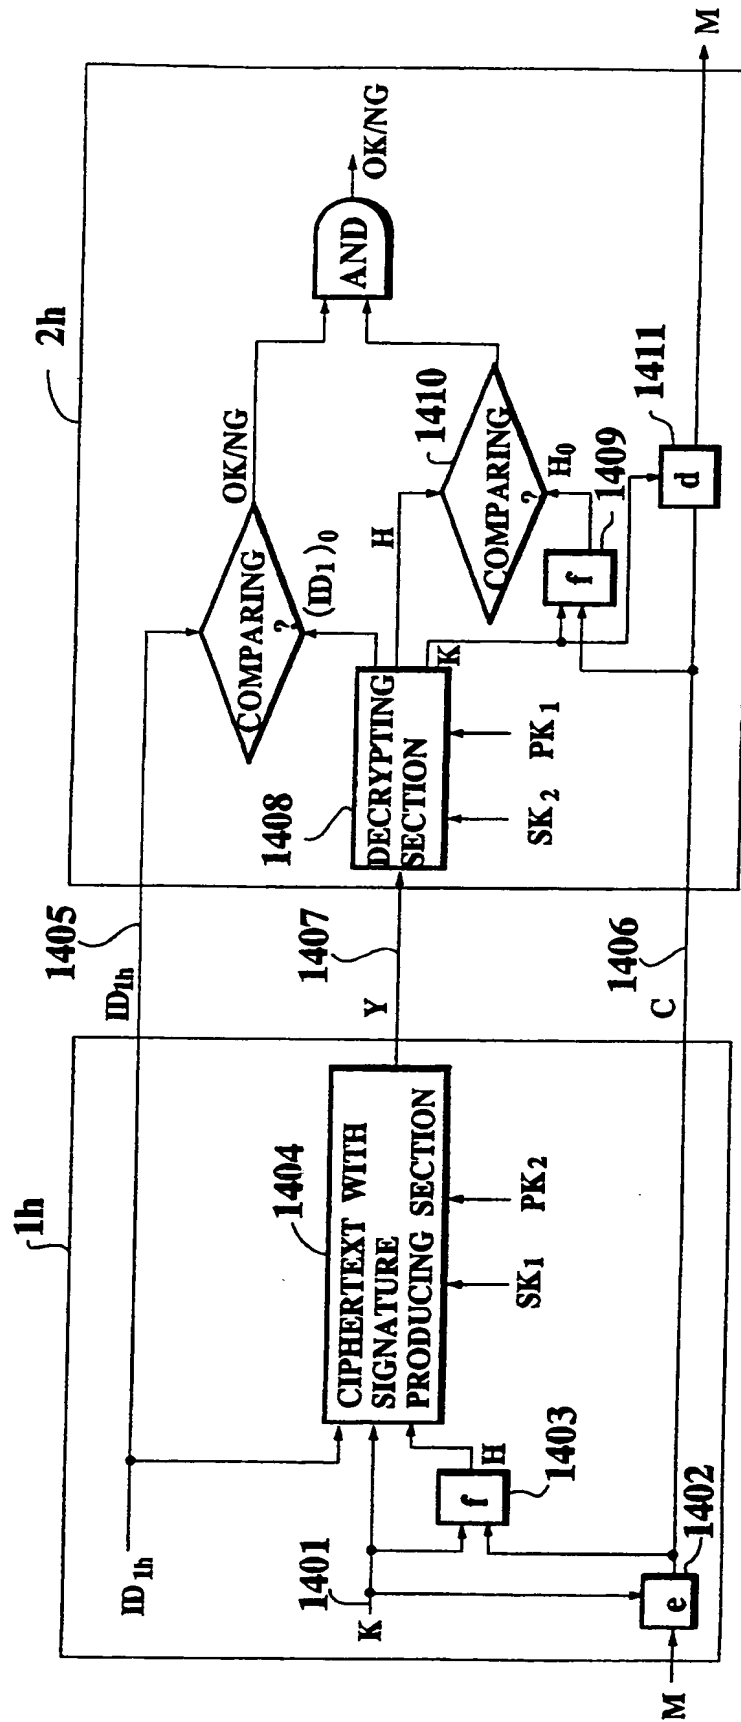 1h
2h
ID1h
ID1h
1405
1404
CIPHERTEXT WITH
SIGNATURE
PRODUCING SECTION
SK1
PK2
1401
K
f
H
1403
M
e
1402
Y
1407
C
1406
1408
DECRYPTING
SECTION
SK2
PK1
COMPARING
?
(ID1)0
OK/NG
H
K
COMPARING
?
1410
H0
f
1409
d
1411
AND
OK/NG
M